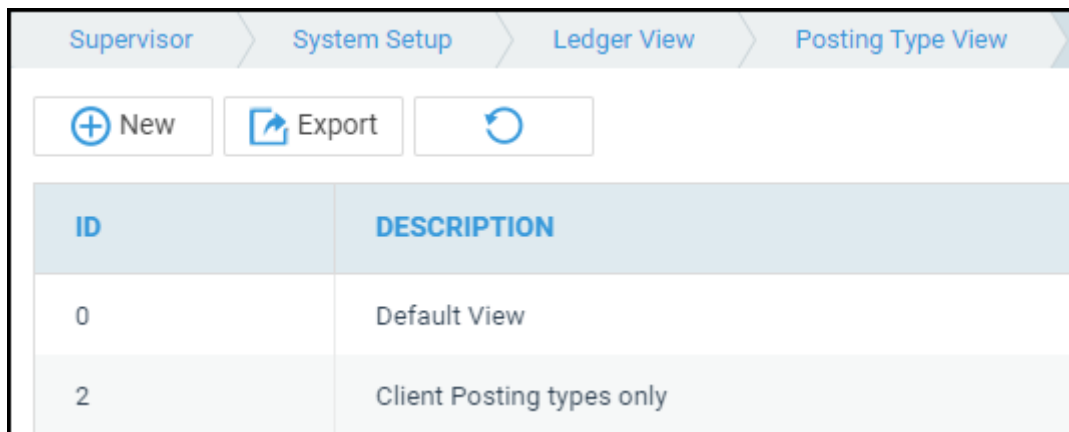 Supervisor System Setup Ledger View Posting Type View
New Export
ID DESCRIPTION
0 Default View
2 Client Posting types only